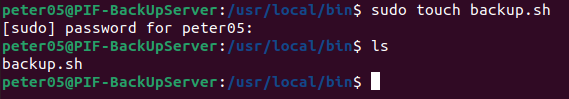 peter05@PIF-BackUpServer:/usr/local/bin$ sudo touch backup.sh
[sudo] password for peter05:
peter05@PIF-BackUpServer:/usr/local/bin$ ls
backup.sh
peter05@PIF-BackUpServer:/usr/local/bin$